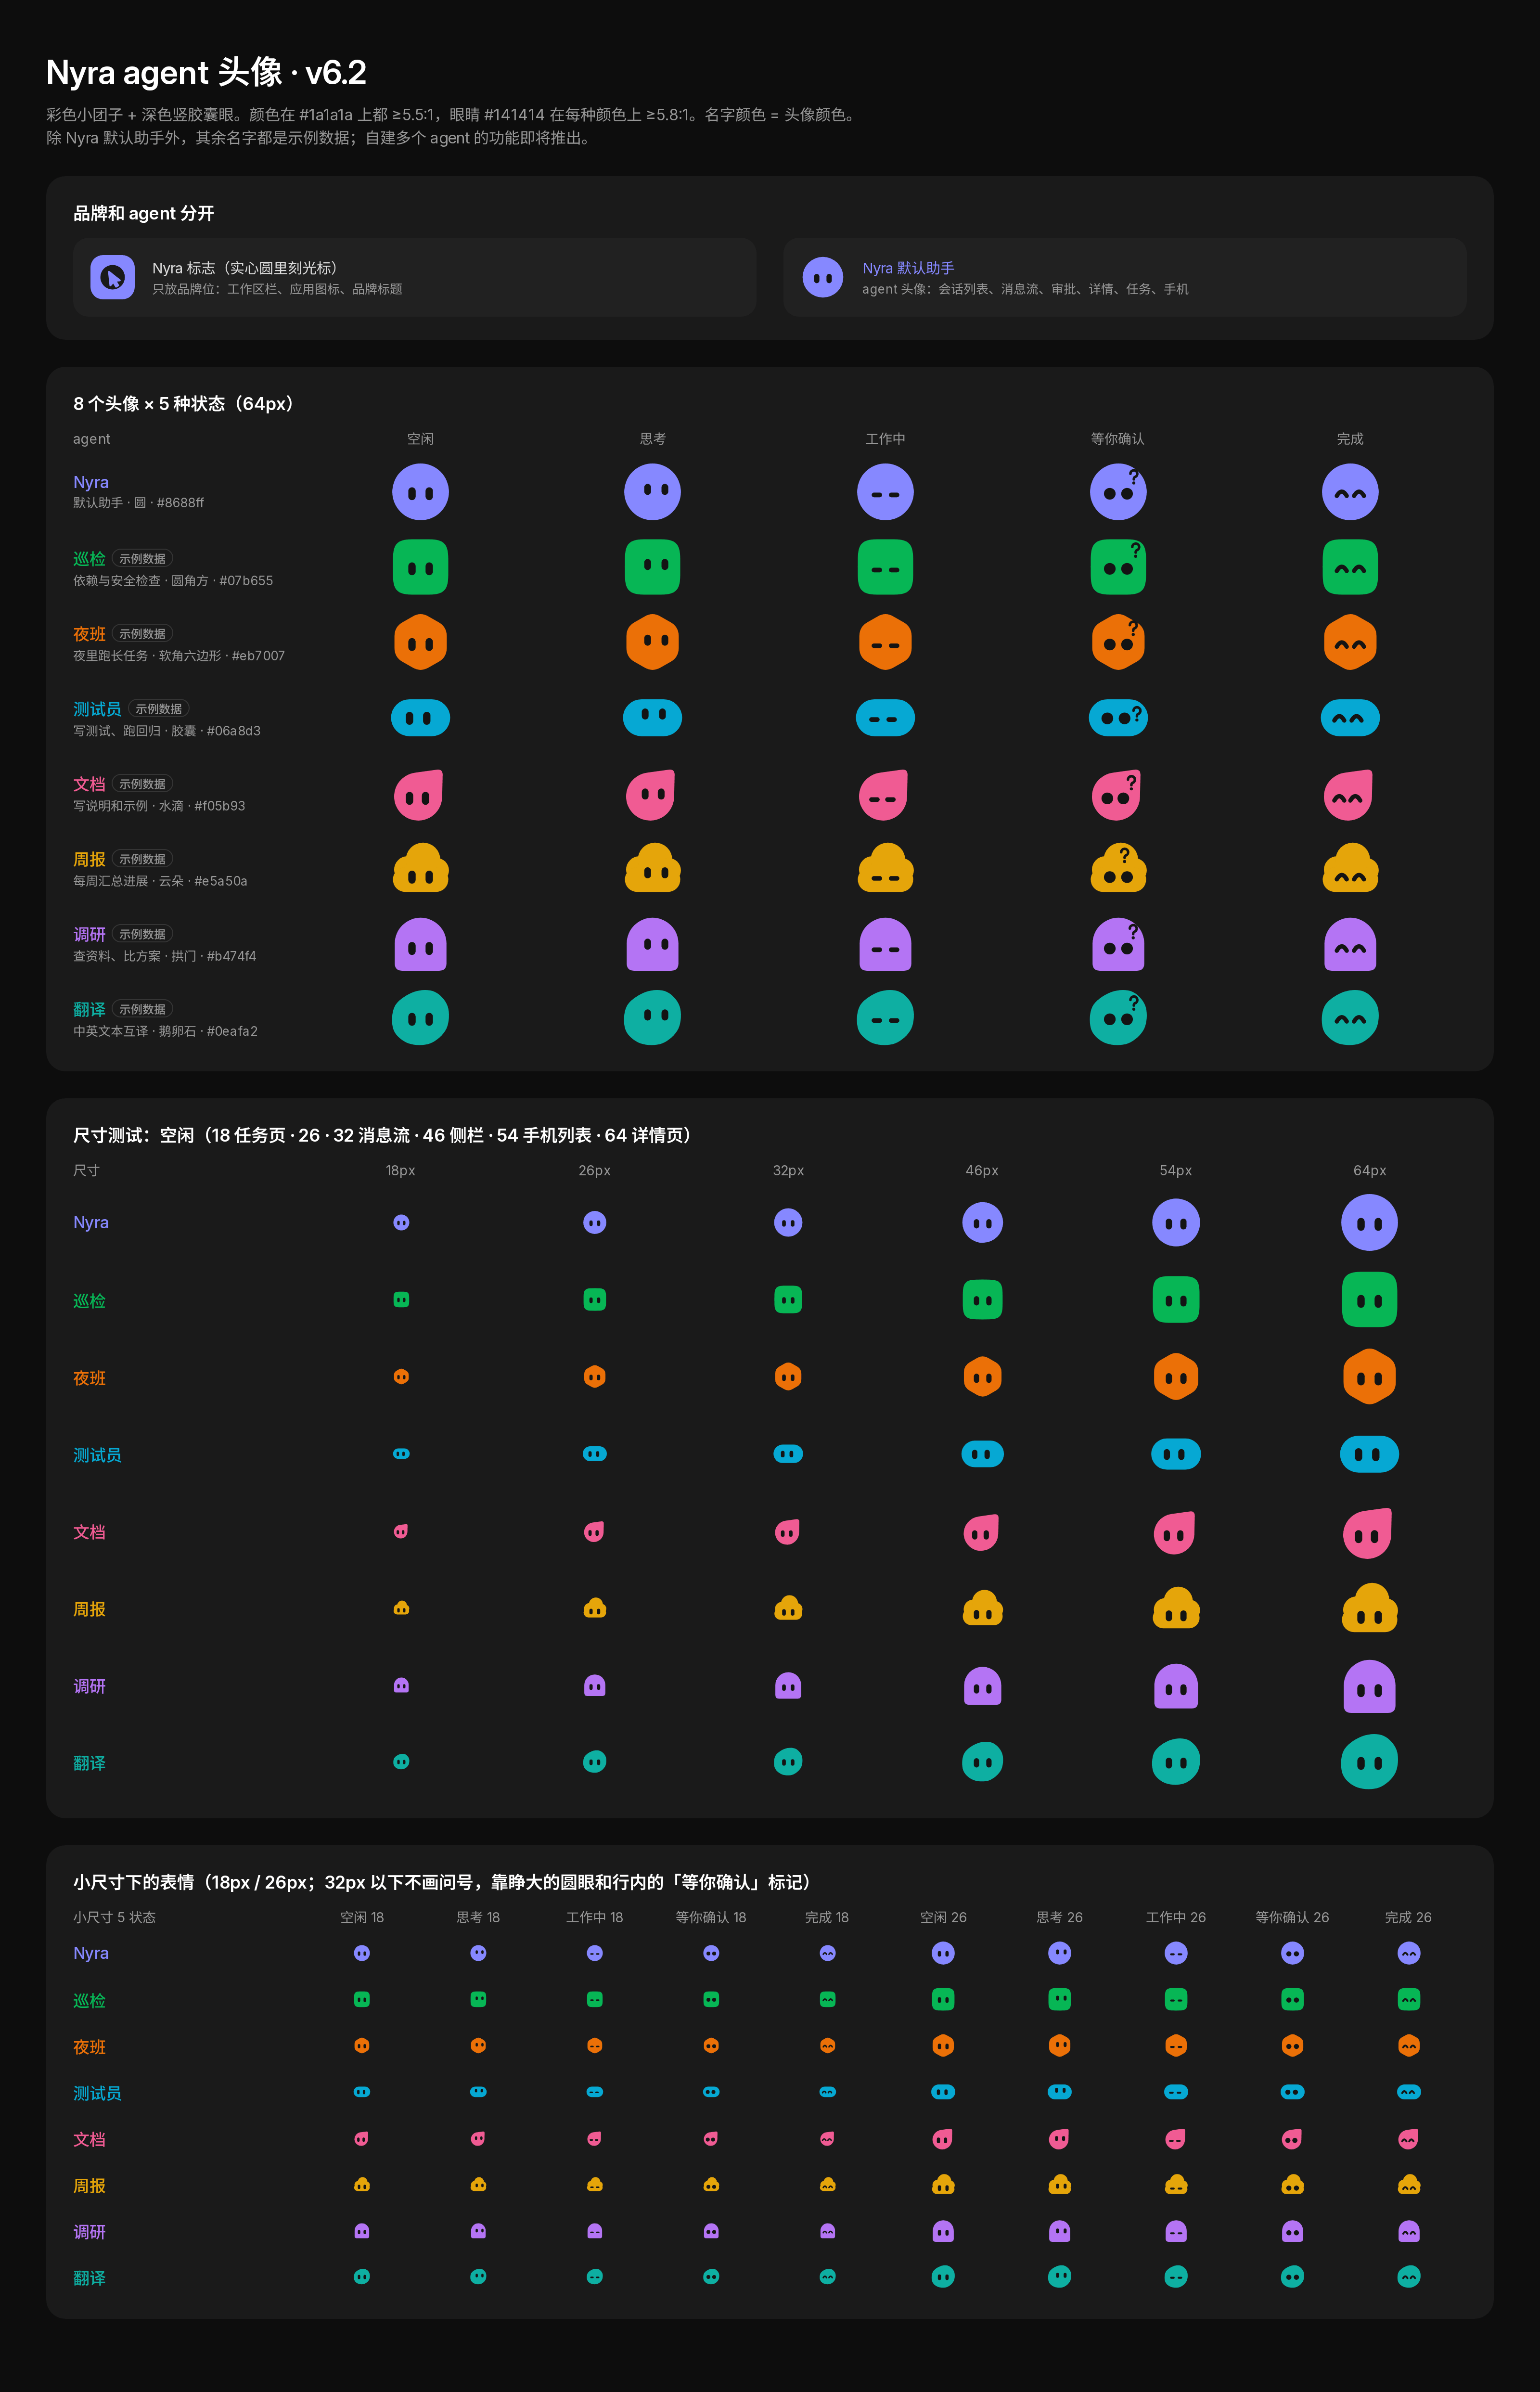 Nyra agent 头像 · v6.2
彩色小团子 + 深色竖胶囊眼。颜色在 #1a1a1a 上都 ≥5.5:1，眼睛 #141414 在每种颜色上 ≥5.8:1。名字颜色 = 头像颜色。
除 Nyra 默认助手外，其余名字都是示例数据；自建多个 agent 的功能即将推出。
品牌和 agent 分开
Nyra 标志（实心圆里刻光标）
只放品牌位：工作区栏、应用图标、品牌标题
Nyra 默认助手
agent 头像：会话列表、消息流、审批、详情、任务、手机
8 个头像 × 5 种状态（64px）
agent 空闲 思考 工作中 等你确认 完成
Nyra
默认助手 · 圆 · #8688ff
?
巡检 示例数据
依赖与安全检查 · 圆角方 · #07b655
?
夜班 示例数据
夜里跑长任务 · 软角六边形 · #eb7007
?
测试员 示例数据
写测试、跑回归 · 胶囊 · #06a8d3
?
文档 示例数据
写说明和示例 · 水滴 · #f05b93
?
周报 示例数据
每周汇总进展 · 云朵 · #e5a50a
?
调研 示例数据
查资料、比方案 · 拱门 · #b474f4
?
翻译 示例数据
中英文本互译 · 鹅卵石 · #0eafa2
?
尺寸测试：空闲（18 任务页 · 26 · 32 消息流 · 46 侧栏 · 54 手机列表 · 64 详情页）
尺寸 18px 26px 32px 46px 54px 64px
Nyra
巡检
夜班
测试员
文档
周报
调研
翻译
小尺寸下的表情（18px / 26px；32px 以下不画问号，靠睁大的圆眼和行内的「等你确认」标记）
小尺寸 5 状态 空闲 18 思考 18 工作中 18 等你确认 18 完成 18 空闲 26 思考 26 工作中 26 等你确认 26 完成 26
Nyra
巡检
夜班
测试员
文档
周报
调研
翻译